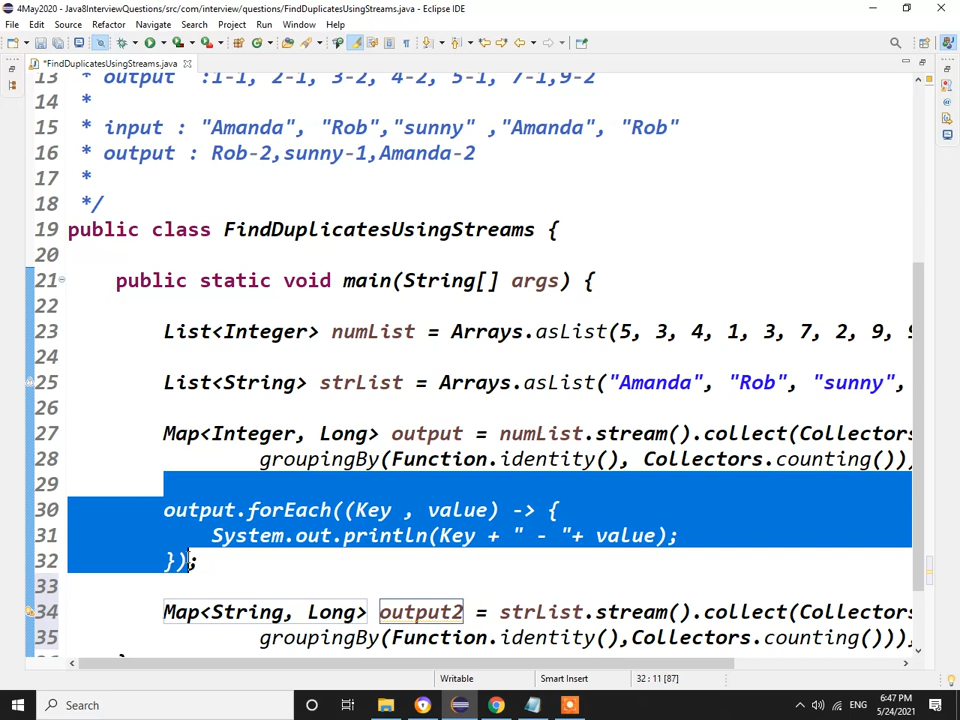 4May2020 - Java8InterviewQuestions/src/com/interview/questions/FindDuplicatesUsingStreams.java - Eclipse IDE
File Edit Source Refactor Navigate Search Project Run Window Help
*FindDuplicatesUsingStreams.java
13 * output :1-1, 2-1, 3-2, 4-2, 5-1, 7-1,9-2
14 *
15 * input : "Amanda", "Rob","sunny" ,"Amanda", "Rob"
16 * output : Rob-2,sunny-1,Amanda-2
17 *
18 */
19 public class FindDuplicatesUsingStreams {
20
21 public static void main(String[] args) {
22
23 List<Integer> numList = Arrays.asList(5, 3, 4, 1, 3, 7, 2, 9, 9
24
25 List<String> strList = Arrays.asList("Amanda", "Rob", "sunny",
26
27 Map<Integer, Long> output = numList.stream().collect(Collectors
28 groupingBy(Function.identity(), Collectors.counting()))
29
30 output.forEach((Key , value) -> {
31 System.out.println(Key + " - "+ value);
32 });
33
34 Map<String, Long> output2 = strList.stream().collect(Collectors
35 groupingBy(Function.identity(),Collectors.counting()))
Writable Smart Insert 32 : 11 [87]
Search
ENG
6:47 PM
5/24/2021